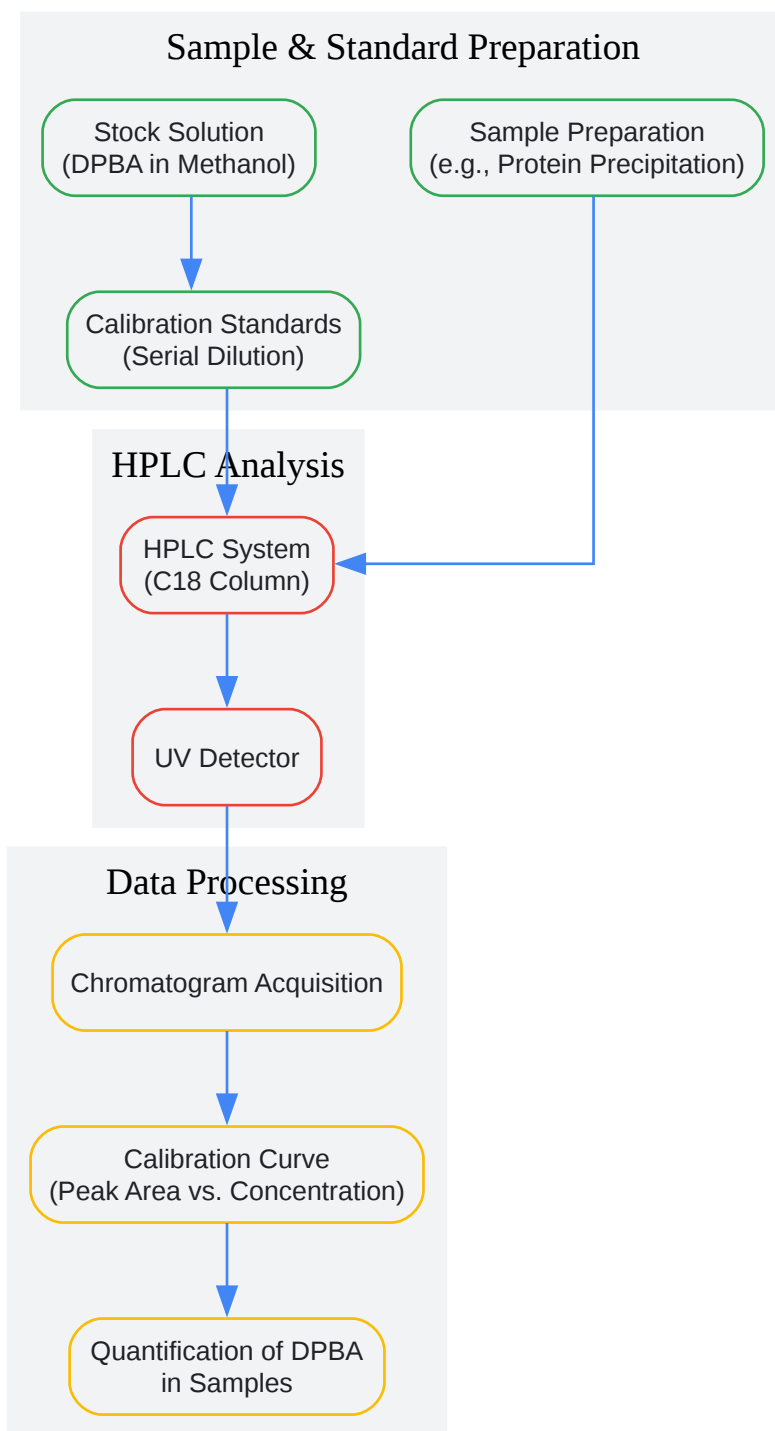 Sample & Standard Preparation
Stock Solution
(DPBA in Methanol)
Sample Preparation
(e.g., Protein Precipitation)
Calibration Standards
(Serial Dilution)
HPLC Analysis
HPLC System
(C18 Column)
UV Detector
Data Processing
Chromatogram Acquisition
Calibration Curve
(Peak Area vs. Concentration)
Quantification of DPBA
in Samples